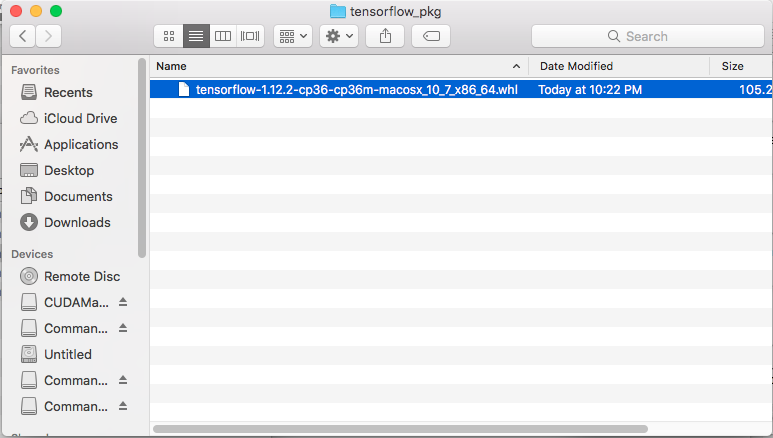 tensorflow_pkg
Search
Favorites
Recents
iCloud Drive
Applications
Desktop
Documents
Downloads
Devices
Remote Disc
CUDAMa...
Comman...
Untitled
Comman...
Comman...
Name Date Modified Size
tensorflow-1.12.2-cp36-cp36m-macosx_10_7_x86_64.whl Today at 10:22 PM 105.2